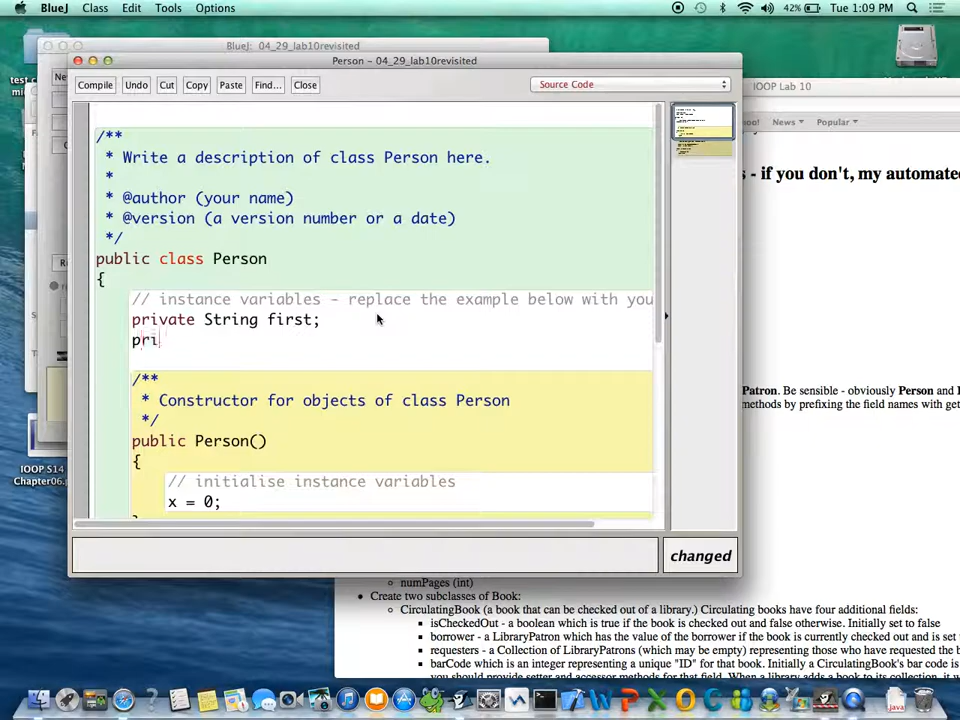 BlueJ Class Edit Tools Options 42% Tue 1:09 PM
BlueJ: 04_29_lab10revisited
Person - 04_29_lab10revisited
IOOP Lab 10
Compile Undo Cut Copy Paste Find... Close Source Code
News Popular
/**
* Write a description of class Person here.
*
* @author (your name)
* @version (a version number or a date)
*/
public class Person
{
// instance variables - replace the example below with you
private String first;
pri
/**
* Constructor for objects of class Person
*/
public Person()
{
// initialise instance variables
x = 0;
changed
s - if you don't, my automate
Patron. Be sensible - obviously Person and
methods by prefixing the field names with get
IOOP S14
Chapter06.
numPages (int)
• Create two subclasses of Book:
CirculatingBook (a book that can be checked out of a library.) Circulating books have four additional fields:
isCheckedOut - a boolean which is true if the book is checked out and false otherwise. Initially set to false
borrower - a LibraryPatron which has the value of the borrower if the book is currently checked out and is set
requesters - a Collection of LibraryPatrons (which may be empty) representing those who have requested the b
barCode which is an integer representing a unique "ID" for that book. Initially a CirculatingBook's bar code is